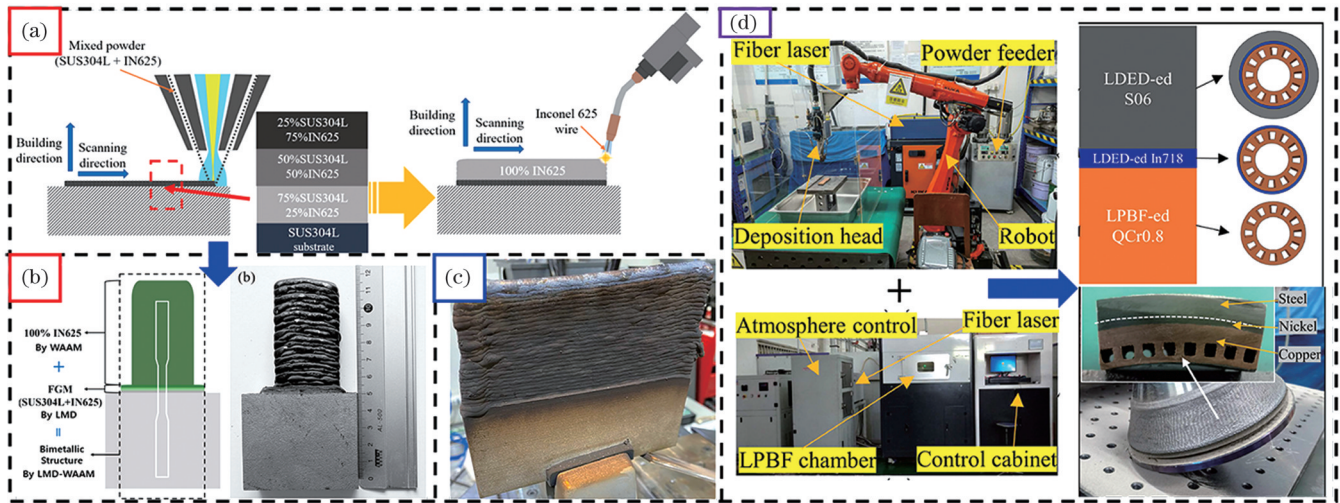 (a)
Mixed powder
(SUS304L + IN625)
Building
direction
Scanning
direction
25%SUS304L
75%IN625
50%SUS304L
50%IN625
75%SUS304L
25%IN625
SUS304L
substrate
Building
direction
Scanning
direction
Inconel 625
wire
100% IN625
(b)
100% IN625
By WAAM
+
FGM
(SUS304L+IN625)
By LMD
=
Bimetallic
Structure
By LMD-WAAM
(b)
(c)
(d)
Fiber laser
Powder feeder
Deposition head
Robot
+
Atmosphere control
Fiber laser
LPBF chamber
Control cabinet
LDED-ed
S06
LDED-ed In718
LPBF-ed
QCr0.8
Steel
Nickel
Copper